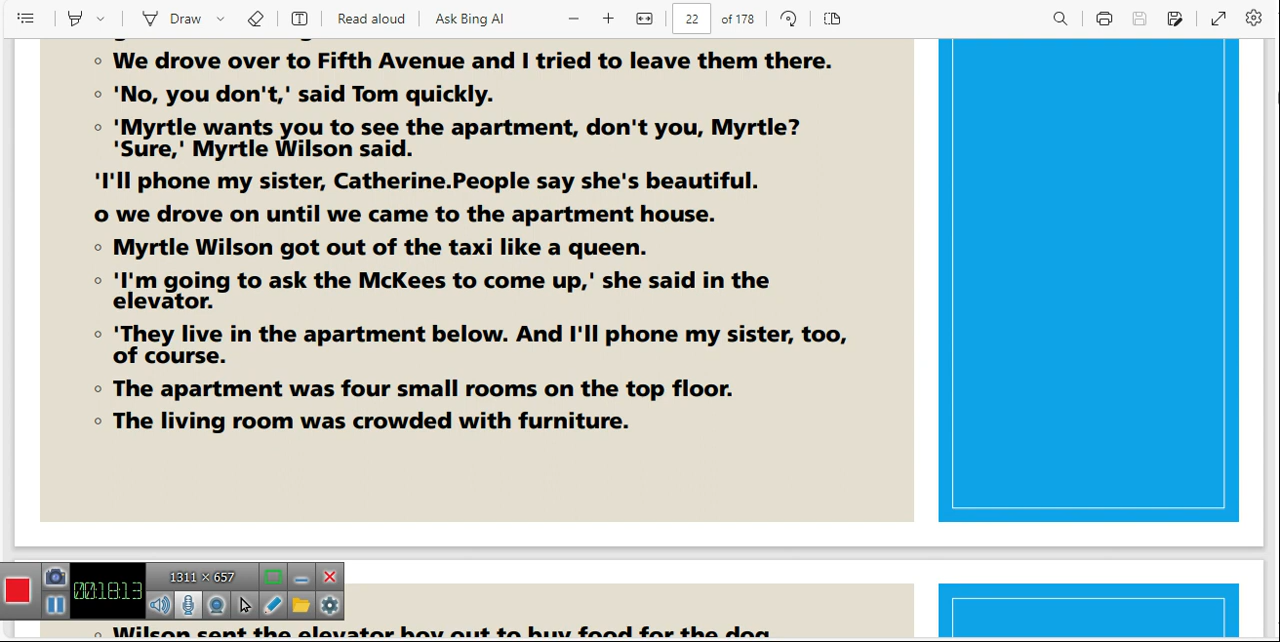 Draw
Read aloud
Ask Bing AI
22
of 178
◦ We drove over to Fifth Avenue and I tried to leave them there.
◦ 'No, you don't,' said Tom quickly.
◦ 'Myrtle wants you to see the apartment, don't you, Myrtle?
'Sure,' Myrtle Wilson said.
'I'll phone my sister, Catherine.People say she's beautiful.
o we drove on until we came to the apartment house.
◦ Myrtle Wilson got out of the taxi like a queen.
◦ 'I'm going to ask the McKees to come up,' she said in the
elevator.
◦ 'They live in the apartment below. And I'll phone my sister, too,
of course.
◦ The apartment was four small rooms on the top floor.
◦ The living room was crowded with furniture.
1311 × 657
00:18:13
◦ Wilson sent the elevator boy out to buy food for the dog